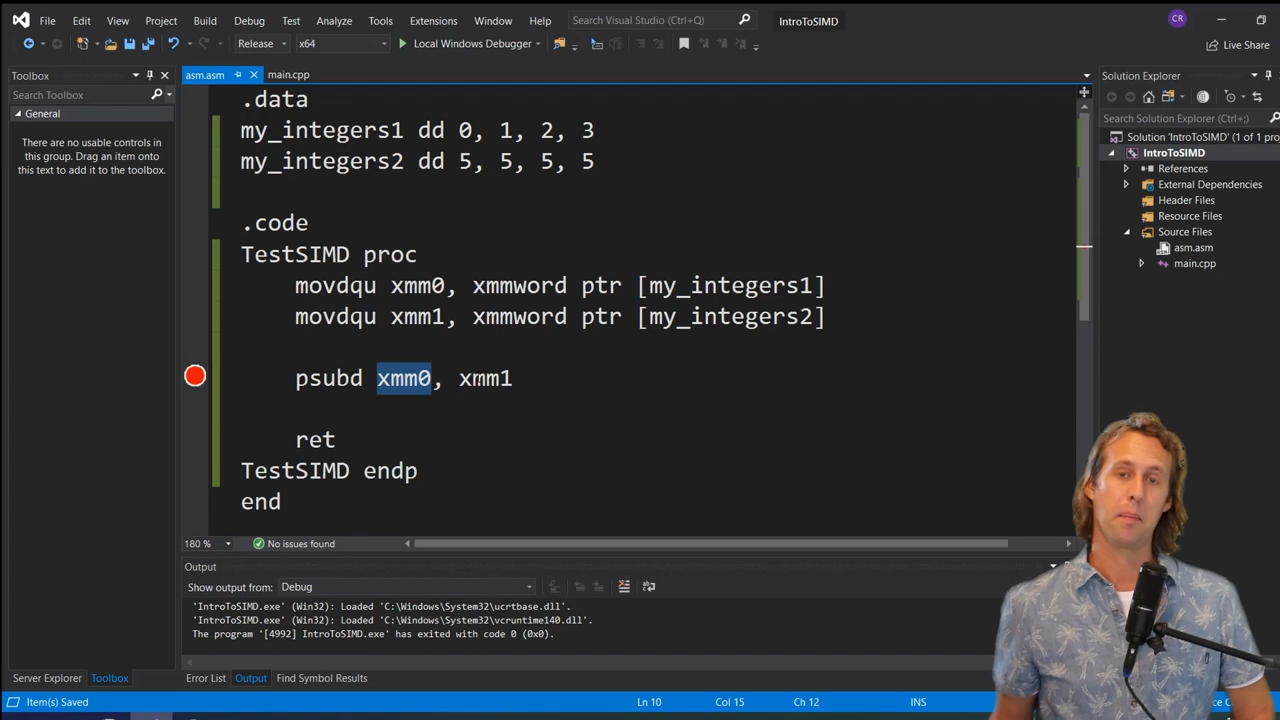 File Edit View Project Build Debug Test Analyze Tools Extensions Window Help Search Visual Studio (Ctrl+Q) IntroToSIMD CR
Release x64 Local Windows Debugger Live Share
Toolbox
Search Toolbox
General
There are no usable controls in
this group. Drag an item onto
this text to add it to the toolbox.
asm.asm main.cpp
.data
my_integers1 dd 0, 1, 2, 3
my_integers2 dd 5, 5, 5, 5
.code
TestSIMD proc
movdqu xmm0, xmmword ptr [my_integers1]
movdqu xmm1, xmmword ptr [my_integers2]
psubd xmm0, xmm1
ret
TestSIMD endp
end
180 % No issues found
Output
Show output from: Debug
'IntroToSIMD.exe' (Win32): Loaded 'C:\Windows\System32\ucrtbase.dll'.
'IntroToSIMD.exe' (Win32): Loaded 'C:\Windows\System32\vcruntime140.dll'.
The program '[4992] IntroToSIMD.exe' has exited with code 0 (0x0).
Server Explorer Toolbox Error List Output Find Symbol Results
Item(s) Saved Ln 10 Col 15 Ch 12 INS
Solution Explorer
Search Solution Explorer (Ctrl+;)
Solution 'IntroToSIMD' (1 of 1 pro
IntroToSIMD
References
External Dependencies
Header Files
Resource Files
Source Files
asm.asm
main.cpp